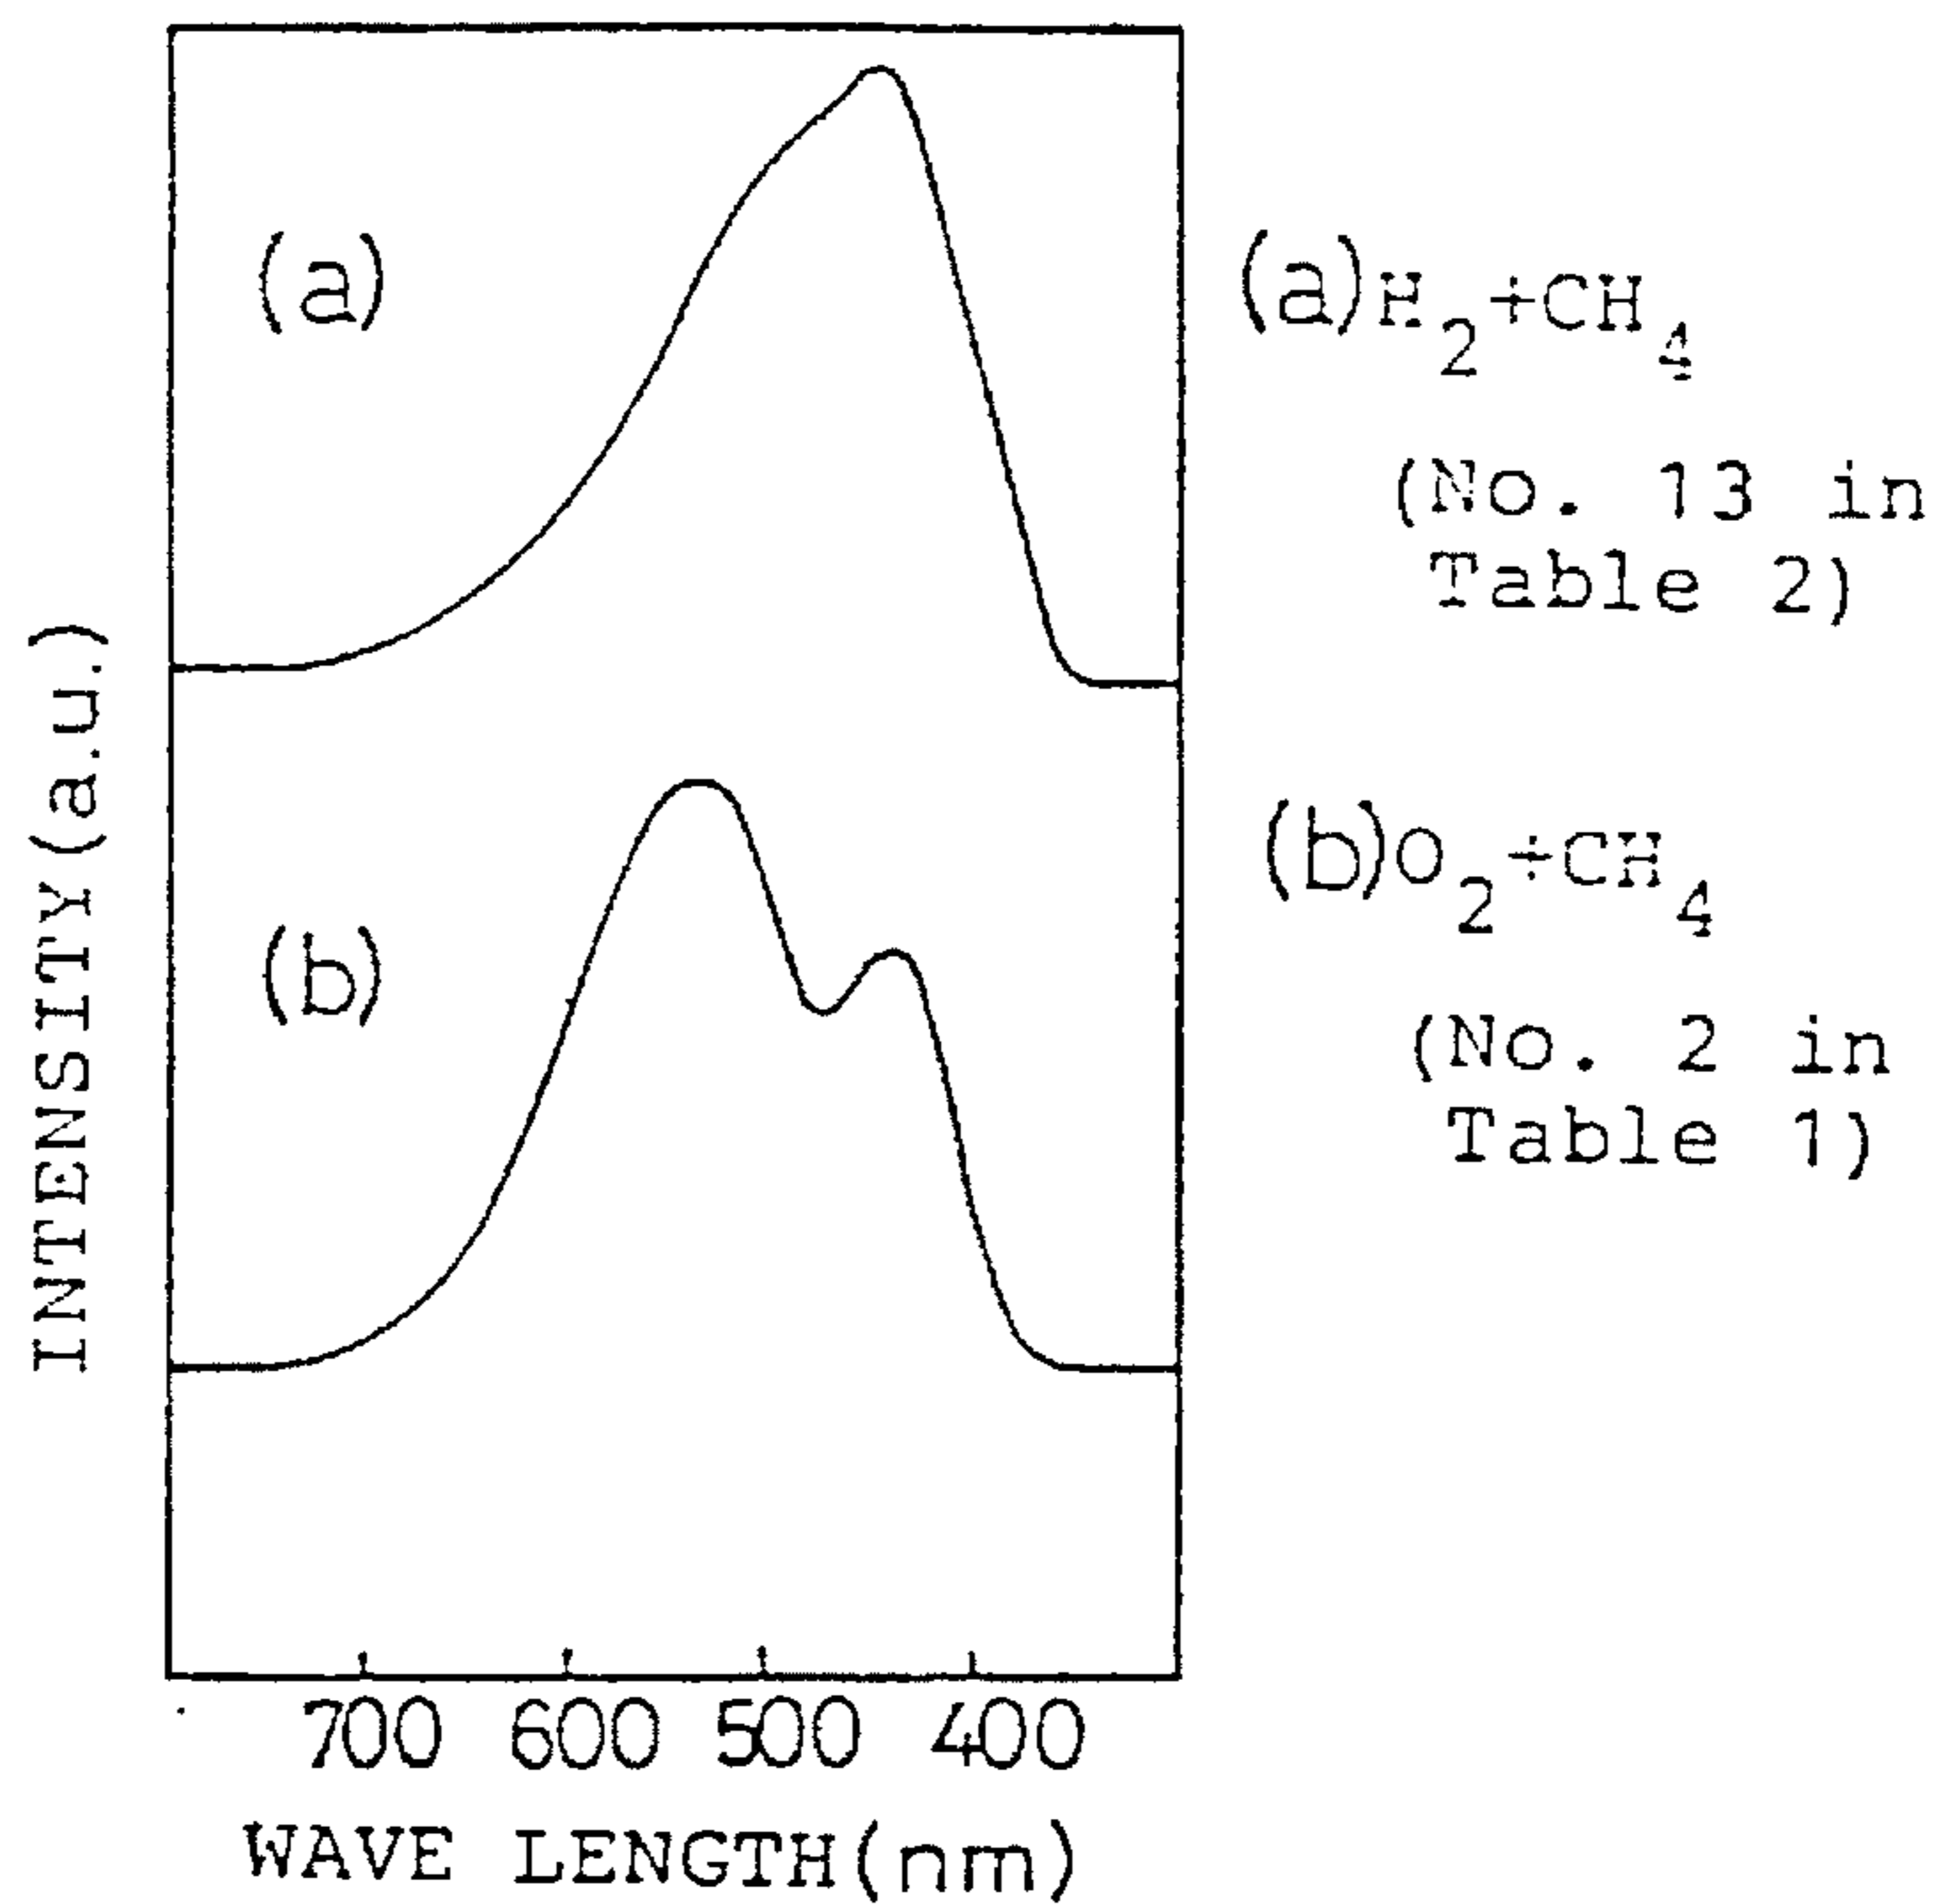 INTENSITY (a.u.)
(a)
(b)
700 600 500 400
WAVE LENGTH(nm)
(a) H2+CH4
(No. 13 in
Table 2)
(b) O2+CH4
(No. 2 in
Table 1)